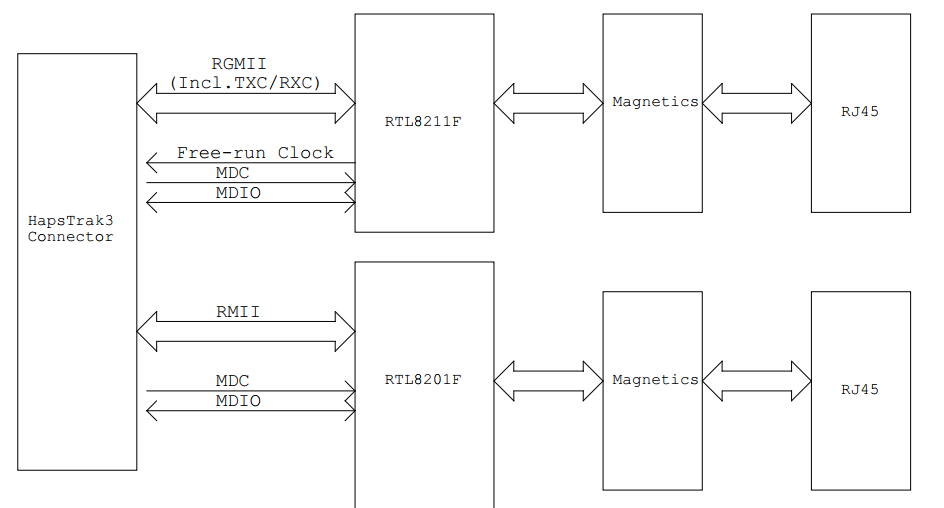 RGMII
(Incl.TXC/RXC)
RTL8211F
Magnetics
RJ45
Free-run Clock
MDC
MDIO
HapsTrak3
Connector
RMII
RTL8201F
Magnetics
RJ45
MDC
MDIO